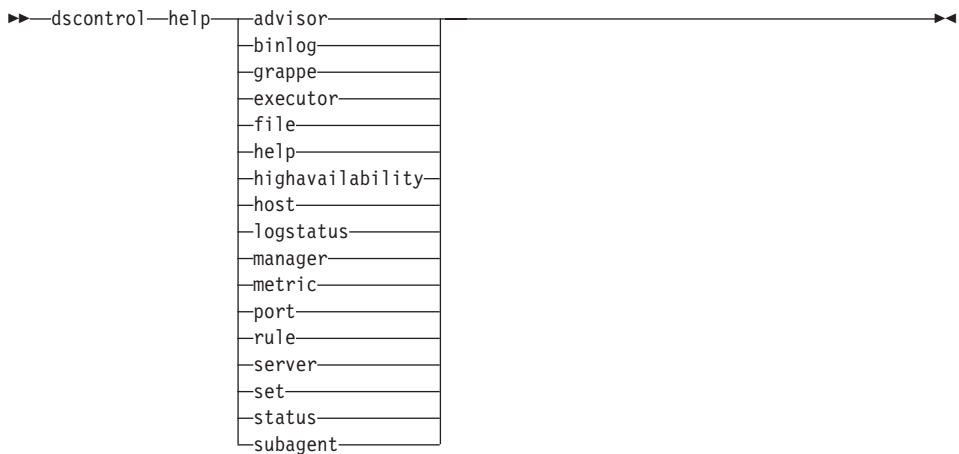 dscontrol help advisor
binlog
grappe
executor
file
help
highavailability
host
logstatus
manager
metric
port
rule
server
set
status
subagent